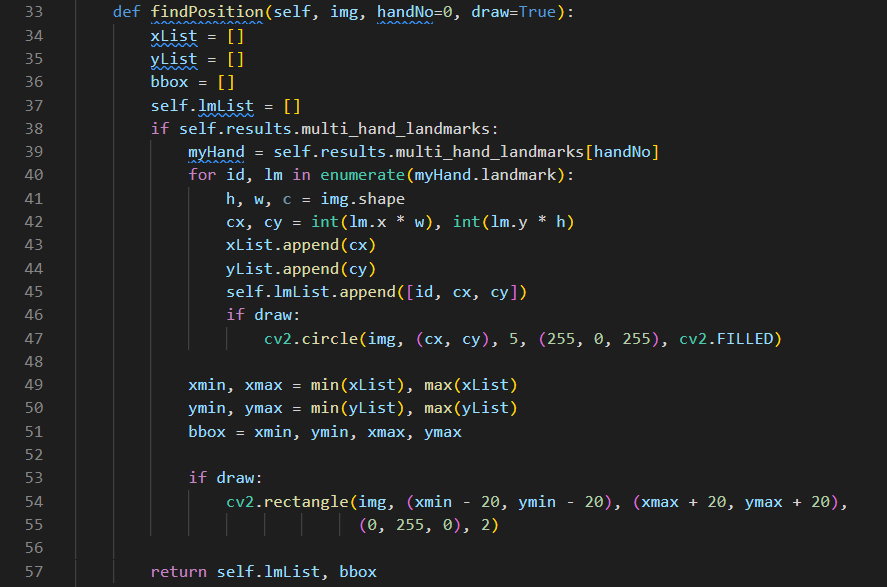 33 def findPosition(self, img, handNo=0, draw=True):
34 xList = []
35 yList = []
36 bbox = []
37 self.lmList = []
38 if self.results.multi_hand_landmarks:
39 myHand = self.results.multi_hand_landmarks[handNo]
40 for id, lm in enumerate(myHand.landmark):
41 h, w, c = img.shape
42 cx, cy = int(lm.x * w), int(lm.y * h)
43 xList.append(cx)
44 yList.append(cy)
45 self.lmList.append([id, cx, cy])
46 if draw:
47 cv2.circle(img, (cx, cy), 5, (255, 0, 255), cv2.FILLED)
48
49 xmin, xmax = min(xList), max(xList)
50 ymin, ymax = min(yList), max(yList)
51 bbox = xmin, ymin, xmax, ymax
52
53 if draw:
54 cv2.rectangle(img, (xmin - 20, ymin - 20), (xmax + 20, ymax + 20),
55 (0, 255, 0), 2)
56
57 return self.lmList, bbox